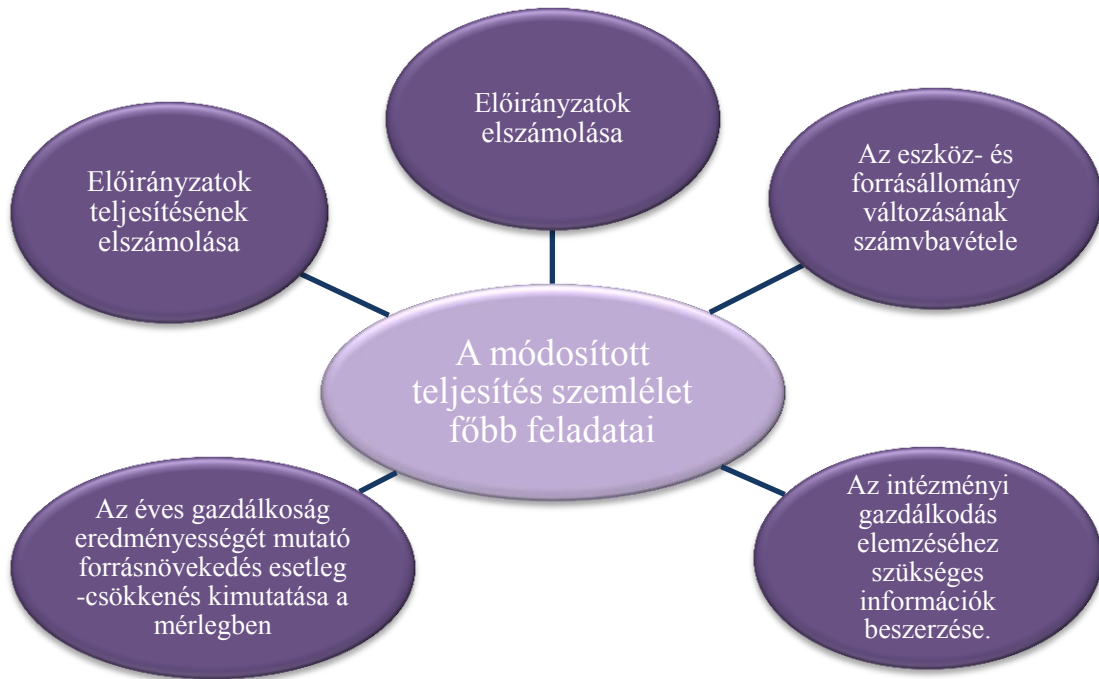 Előirányzatok
elszámolása
Előirányzatok
teljesítésének
elszámolása
Az eszköz- és
forrásállomány
változásának
számvbavétele
A módosított
teljesítés szemlélet
főbb feladatai
Az éves gazdálkoság
eredményességét mutató
forrásnövekedés esetleg
-csökkenés kimutatása a
mérlegben
Az intézményi
gazdálkodás
elemzéséhez
szükséges
információk
beszerzése.